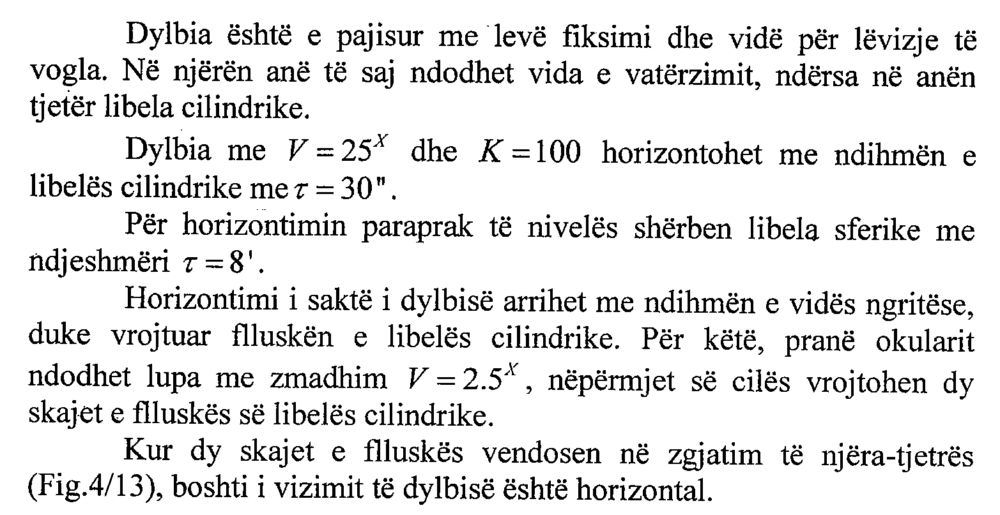 Dylbia është e pajisur me levë fiksimi dhe vidë për lëvizje të
vogla. Në njërën anë të saj ndodhet vida e vatërzimit, ndërsa në anën
tjetër libela cilindrike.
Dylbia me V = 25ˣ dhe K = 100 horizontohet me ndihmën e
libelës cilindrike me τ = 30".
Për horizontimin paraprak të nivelës shërben libela sferike me
ndjeshmëri τ = 8'.
Horizontimi i saktë i dylbisë arrihet me ndihmën e vidës ngritëse,
duke vrojtuar flluskën e libelës cilindrike. Për këtë, pranë okularit
ndodhet lupa me zmadhim V = 2.5ˣ, nëpërmjet së cilës vrojtohen dy
skajet e flluskës së libelës cilindrike.
Kur dy skajet e flluskës vendosen në zgjatim të njëra-tjetrës
(Fig.4/13), boshti i vizimit të dylbisë është horizontal.